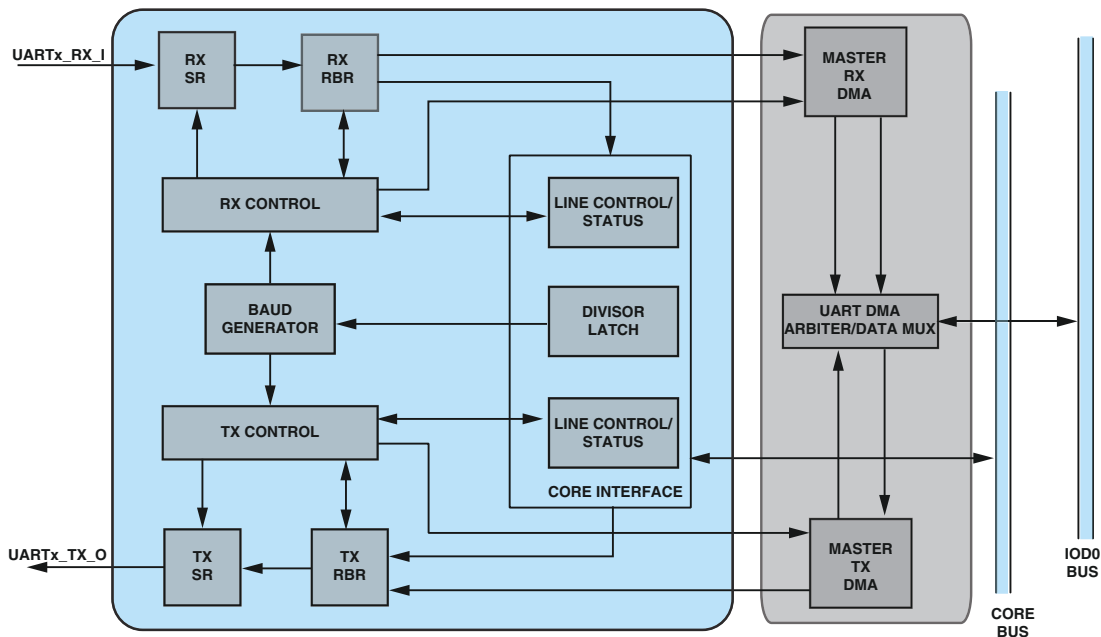 UARTx_RX_I
RX
SR
RX
RBR
MASTER
RX
DMA
RX CONTROL
LINE CONTROL/
STATUS
BAUD
GENERATOR
DIVISOR
LATCH
UART DMA
ARBITER/DATA MUX
TX CONTROL
LINE CONTROL/
STATUS
CORE INTERFACE
UARTx_TX_O
TX
SR
TX
RBR
MASTER
TX
DMA
IOD0
BUS
CORE
BUS